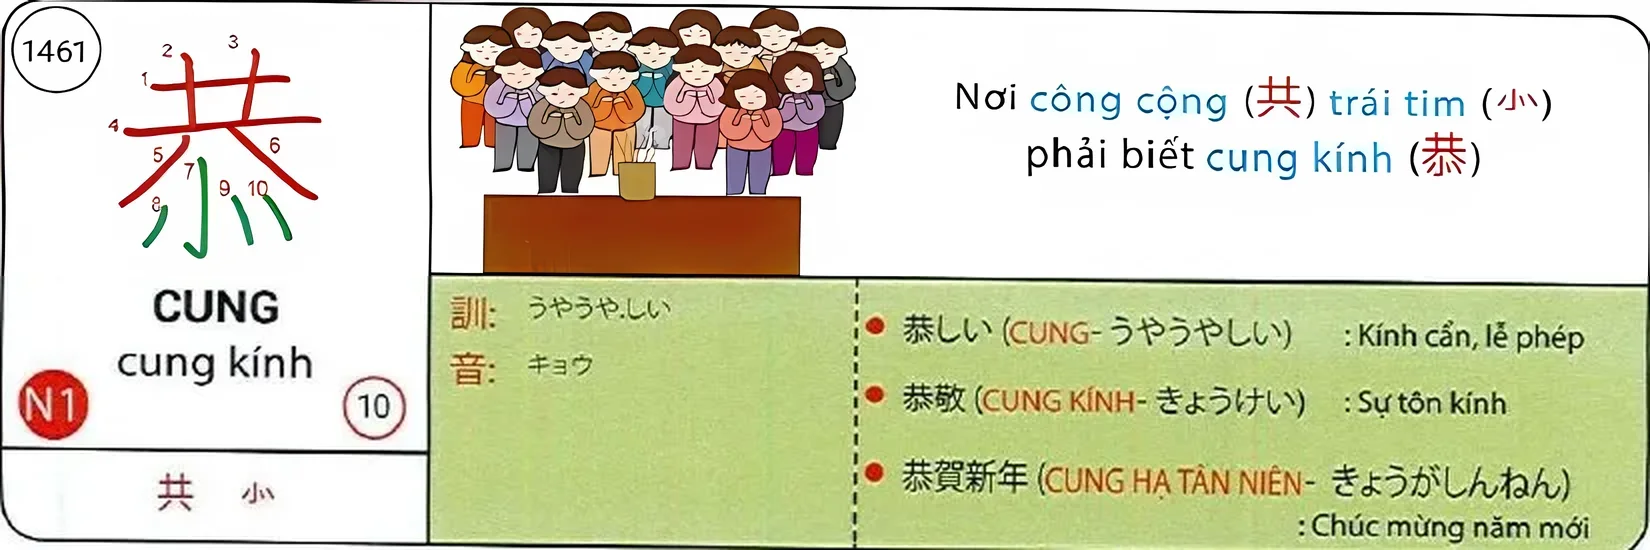 1461
1 2 3 4 5 6 7 8 9 10
恭
CUNG
cung kính
N1
10
共 㣺
Nơi công cộng (共) trái tim (㣺)
phải biết cung kính (恭)
訓: うやうや.しい
音: キョウ
恭しい (CUNG- うやうやしい) : Kính cẩn, lễ phép
恭敬 (CUNG KÍNH- きょうけい) : Sự tôn kính
恭賀新年 (CUNG HẠ TÂN NIÊN- きょうがしんねん)
: Chúc mừng năm mới